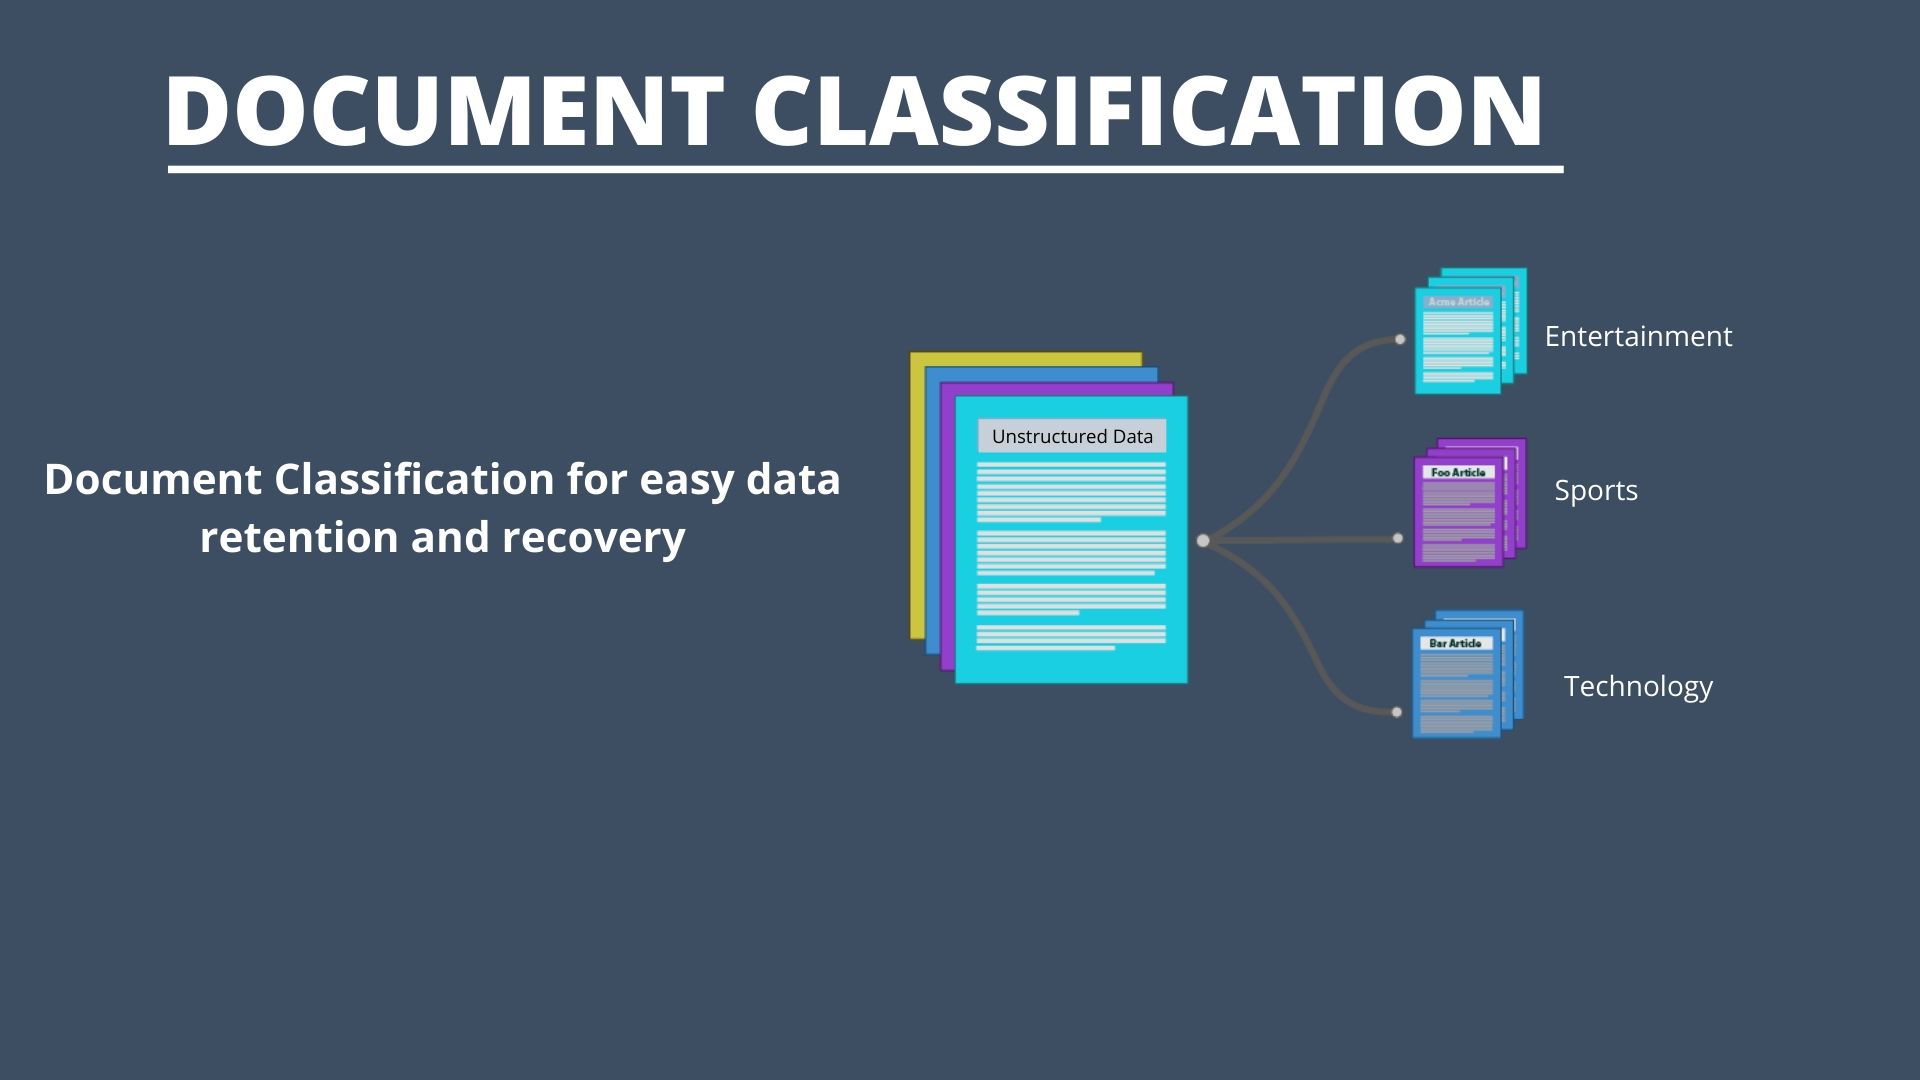 DOCUMENT CLASSIFICATION
Document Classification for easy data
retention and recovery
Unstructured Data
Acme Article
Entertainment
Foo Article
Sports
Bar Article
Technology